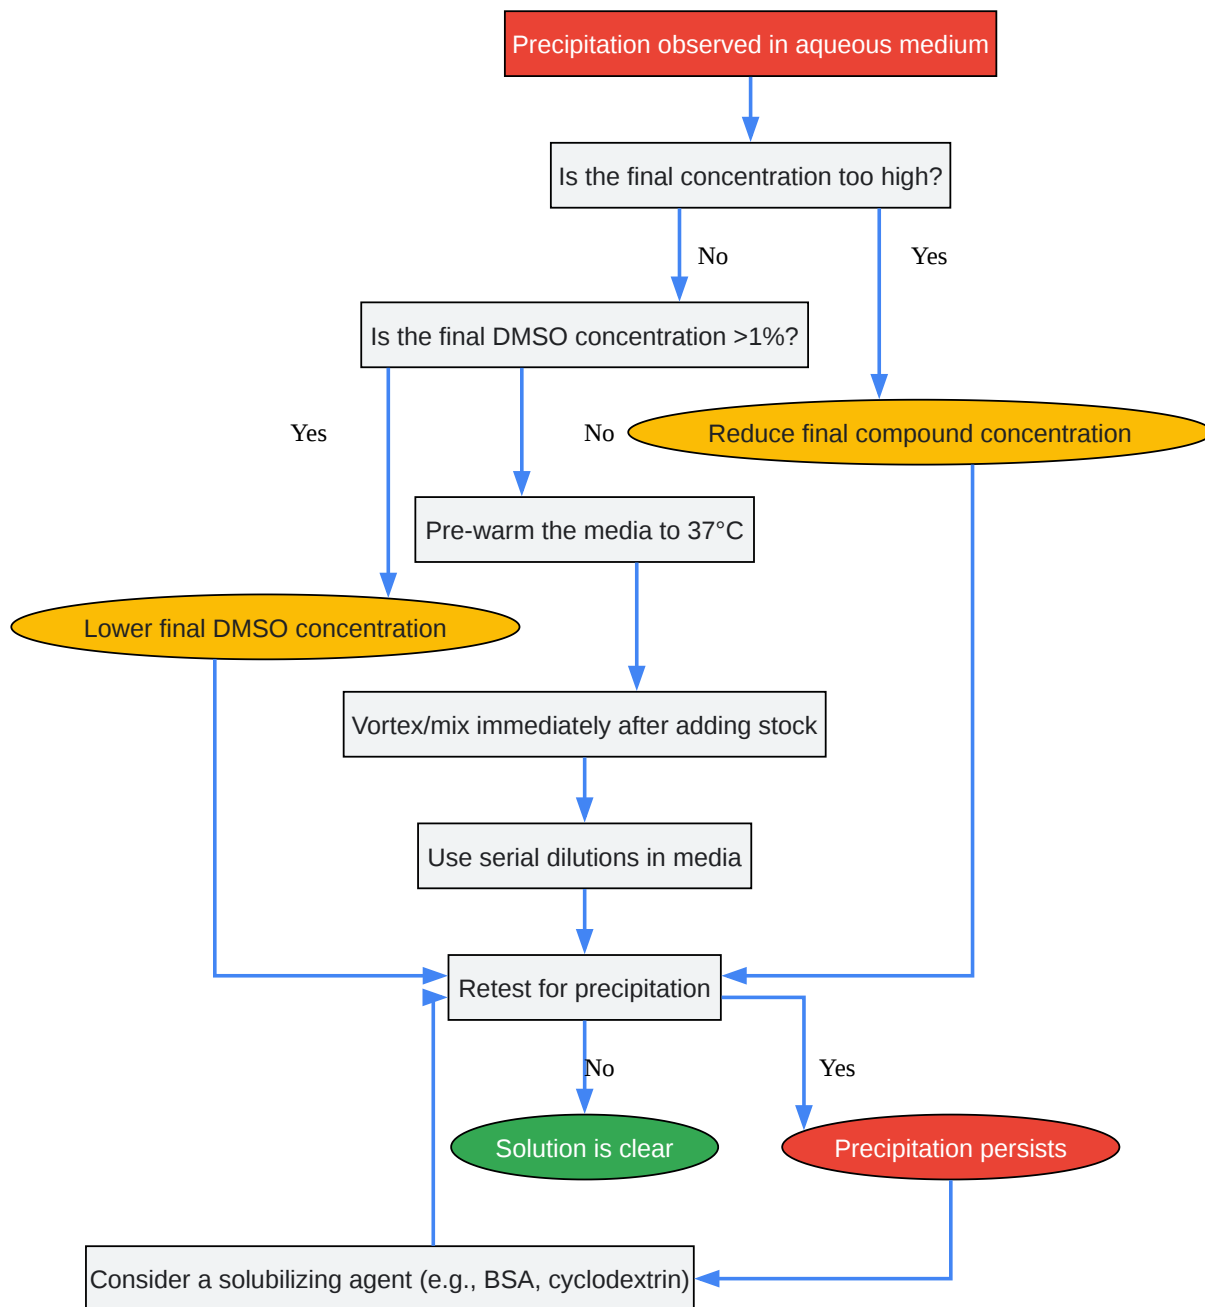 Precipitation observed in aqueous medium
Is the final concentration too high?
No
Yes
Is the final DMSO concentration >1%?
Yes
No
Reduce final compound concentration
Pre-warm the media to 37°C
Lower final DMSO concentration
Vortex/mix immediately after adding stock
Use serial dilutions in media
Retest for precipitation
No
Yes
Solution is clear
Precipitation persists
Consider a solubilizing agent (e.g., BSA, cyclodextrin)